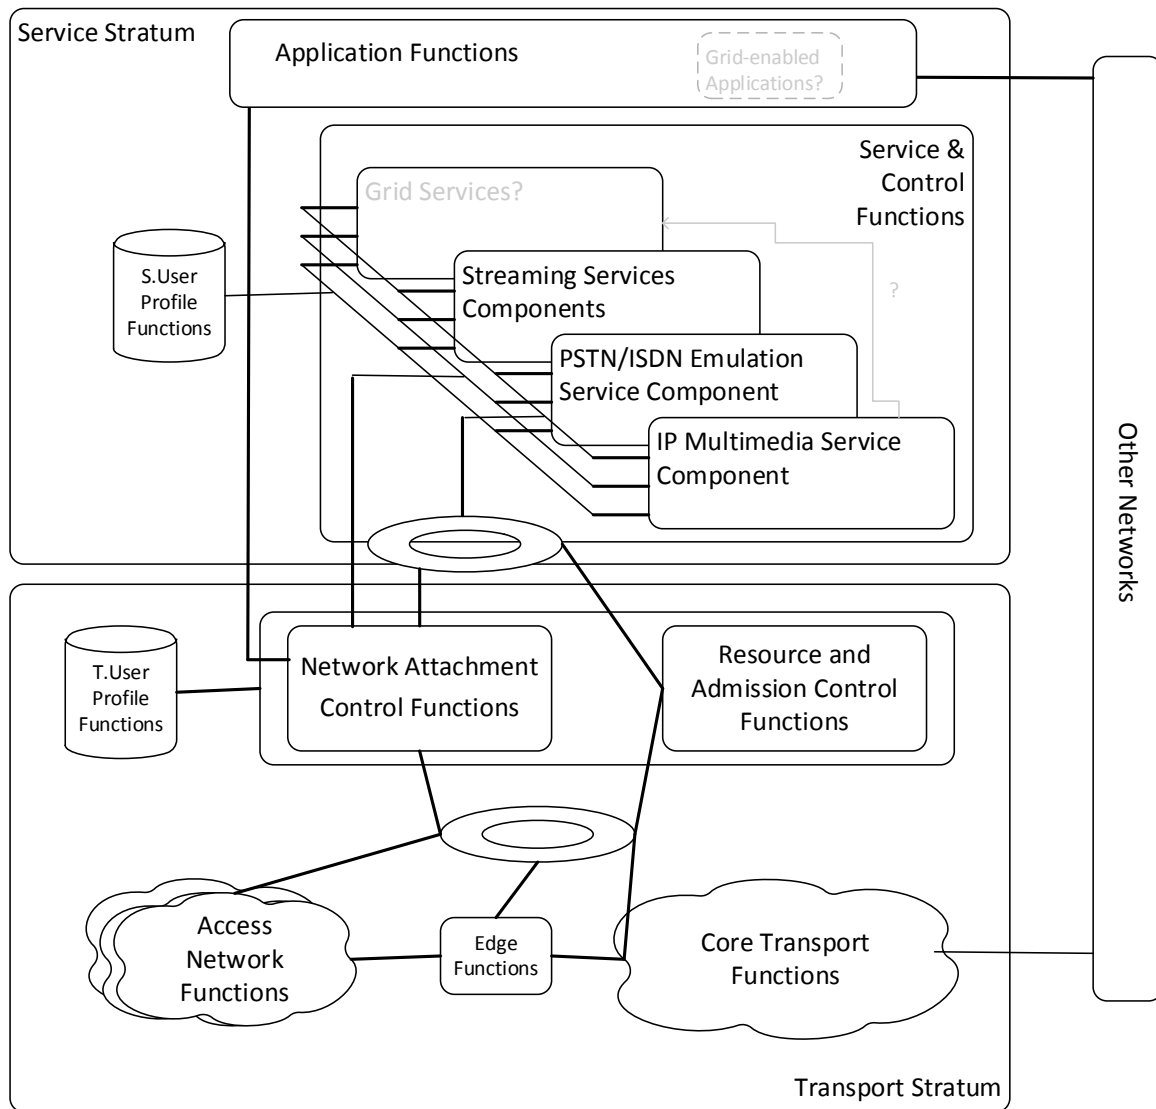 Service Stratum
Application Functions
Grid-enabled
Applications?
Service &
Control
Functions
Grid Services?
S.User
Profile
Functions
Streaming Services
Components
?
PSTN/ISDN Emulation
Service Component
IP Multimedia Service
Component
Other Networks
T.User
Profile
Functions
Network Attachment
Control Functions
Resource and
Admission Control
Functions
Access
Network
Functions
Edge
Functions
Core Transport
Functions
Transport Stratum